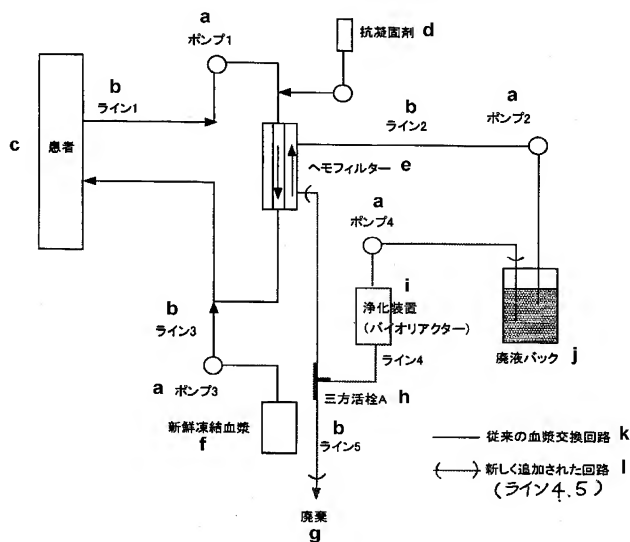 a
ポンプ1
抗凝固剤 d
b
ライン1
b
ライン2
a
ポンプ2
c 患者
ヘモフィルター e
a
ポンプ4
b
ライン3
i
浄化装置
(バイオリアクター)
ライン4
廃液パック j
a ポンプ3
三方活栓A h
新鮮凍結血漿
f
b
ライン5
従来の血漿交換回路 k
新しく追加された回路 l
(ライン4.5)
廃棄
g